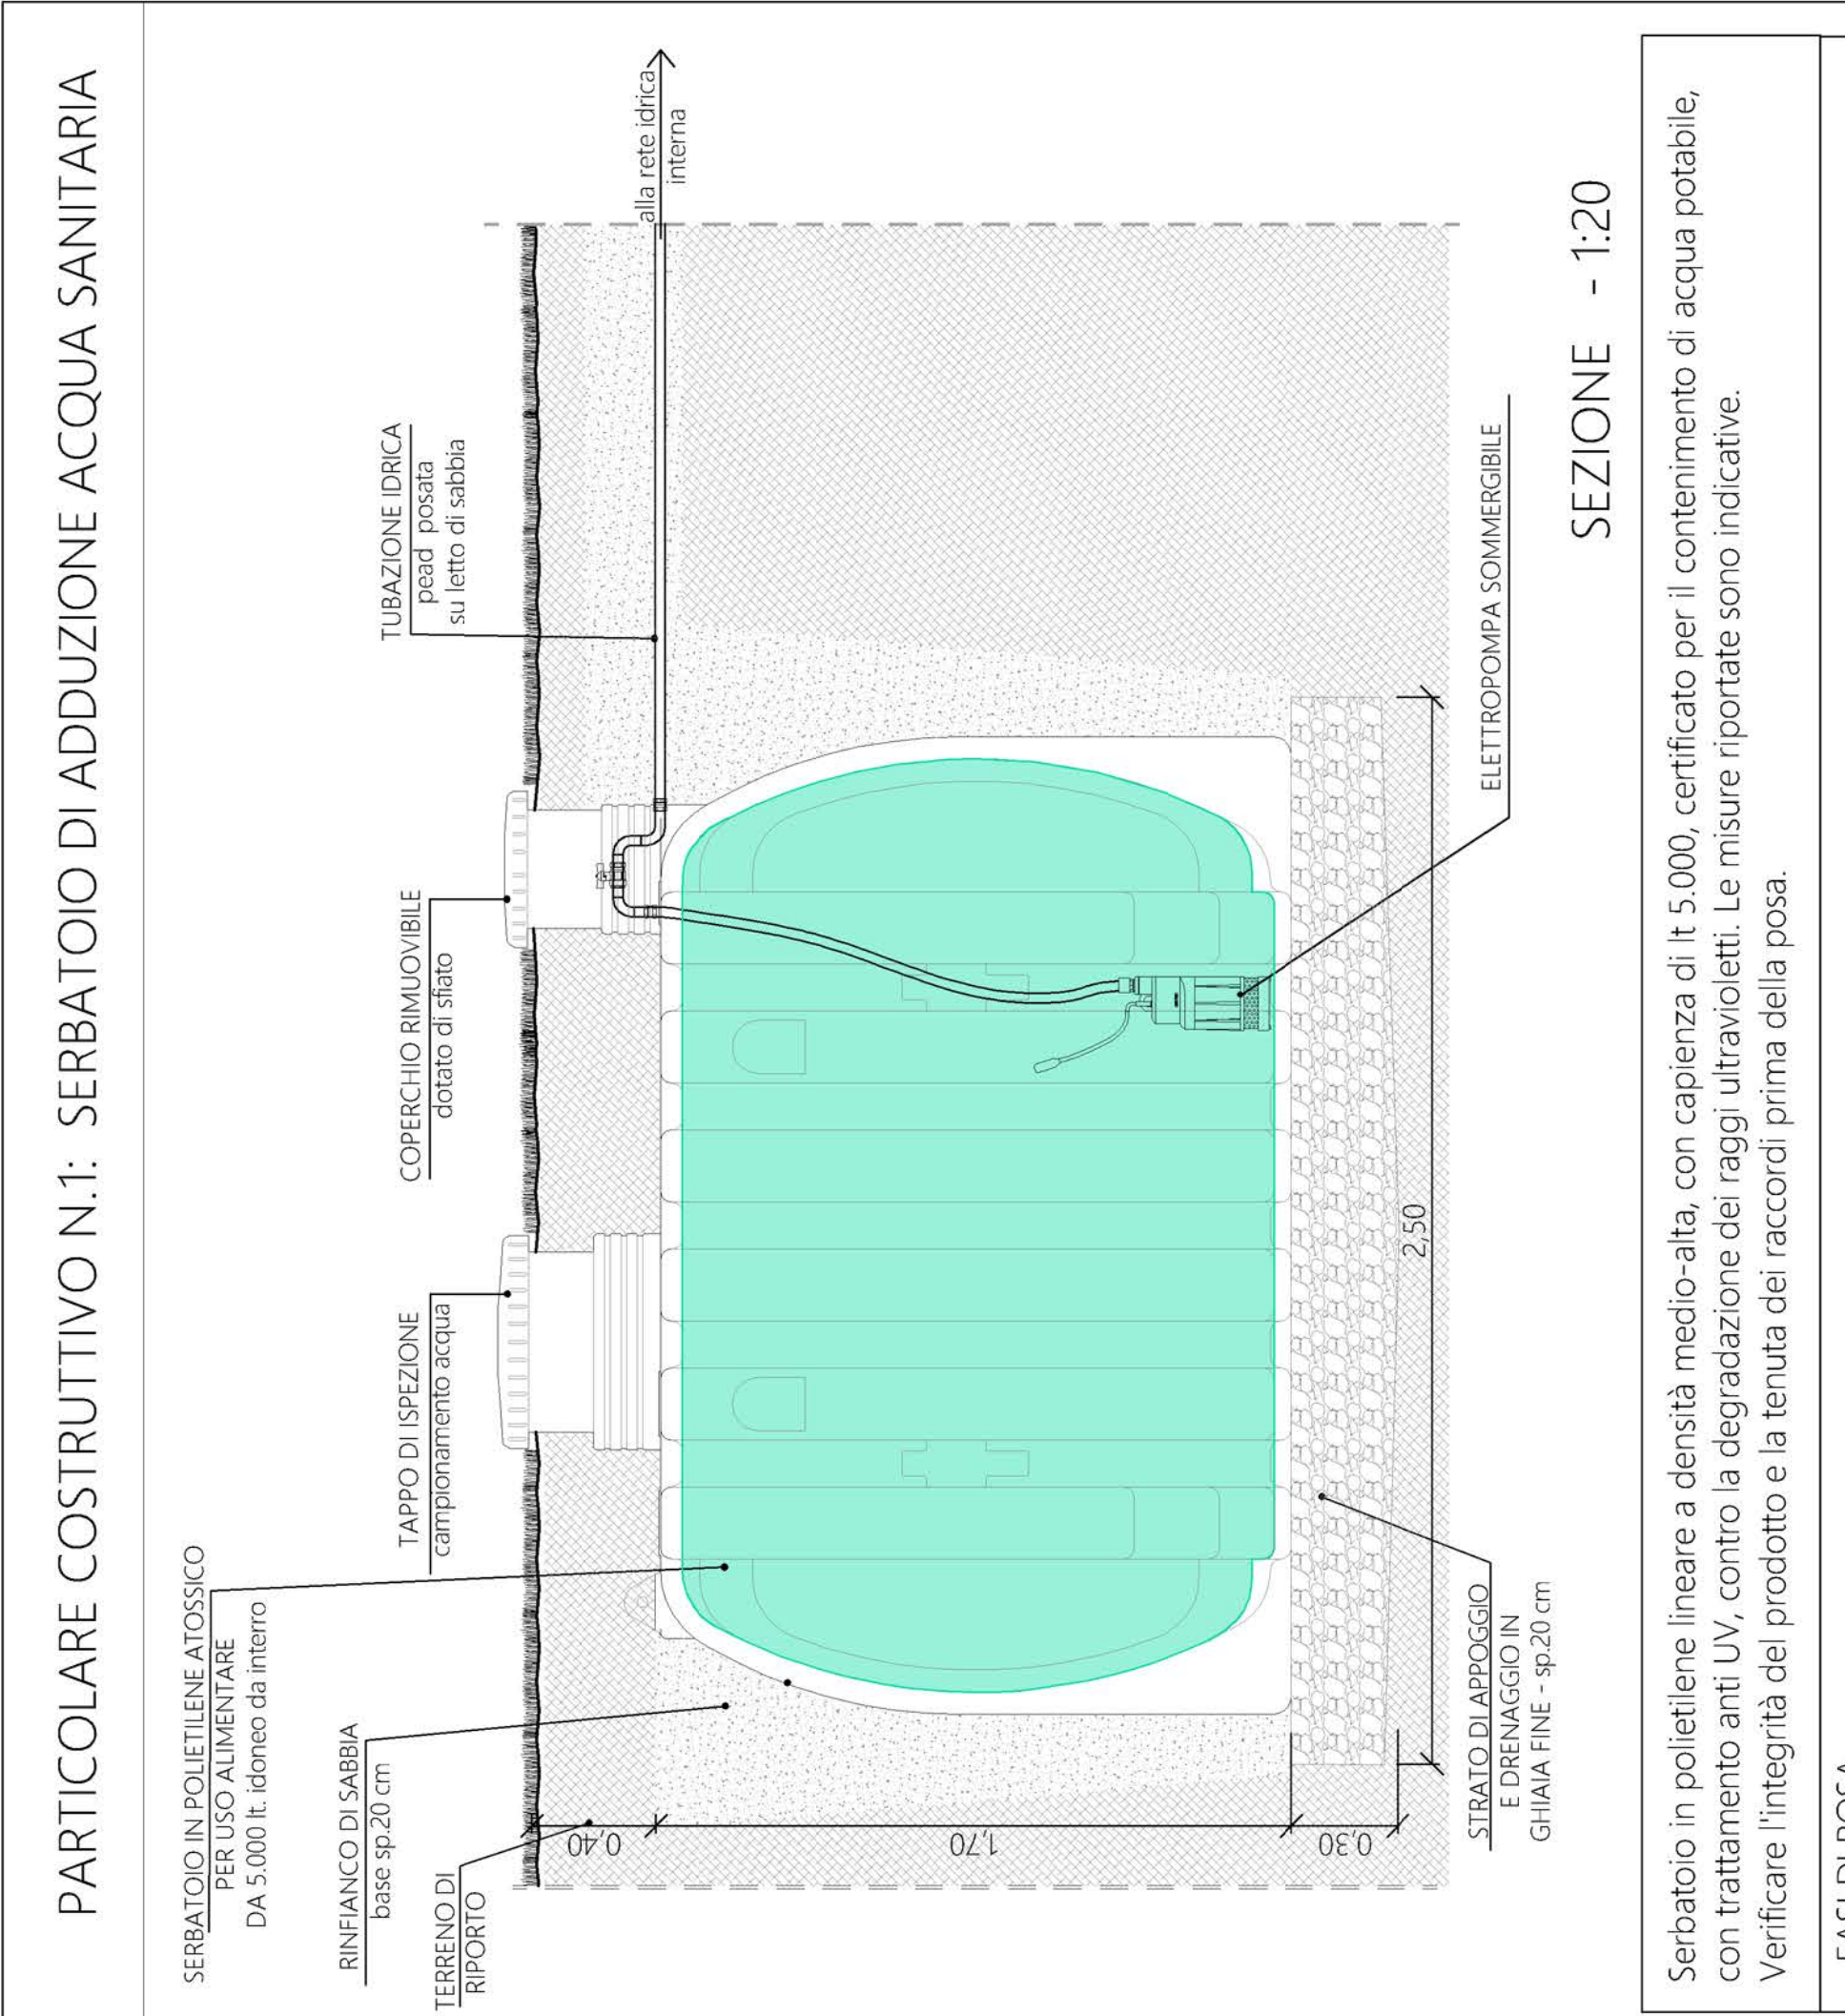 PARTICOLARE COSTRUTTIVO N.1: SERBATOIO DI ADDUZIONE ACQUA SANITARIA
SERBATOIO IN POLIETILENE ATOSSICO
PER USO ALIMENTARE
DA 5.000 lt. idoneo da interro
RINFIANCO DI SABBIA
base sp.20 cm
TERRENO DI
RIPORTO
TAPPO DI ISPEZIONE
campionamento acqua
COPERCHIO RIMUOVIBILE
dotato di sfiato
TUBAZIONE IDRICA
pead posata
su letto di sabbia
alla rete idrica
interna
0,40
1,70
0,30
2,50
STRATO DI APPOGGIO
E DRENAGGIO IN
GHIAIA FINE - sp.20 cm
ELETTROPOMPA SOMMERGIBILE
SEZIONE - 1:20
Serbatoio in polietilene lineare a densità medio-alta, con capienza di lt 5.000, certificato per il contenimento di acqua potabile,
con trattamento anti UV, contro la degradazione dei raggi ultravioletti. Le misure riportate sono indicative.
Verificare l'integrità del prodotto e la tenuta dei raccordi prima della posa.
FASI DI POSA